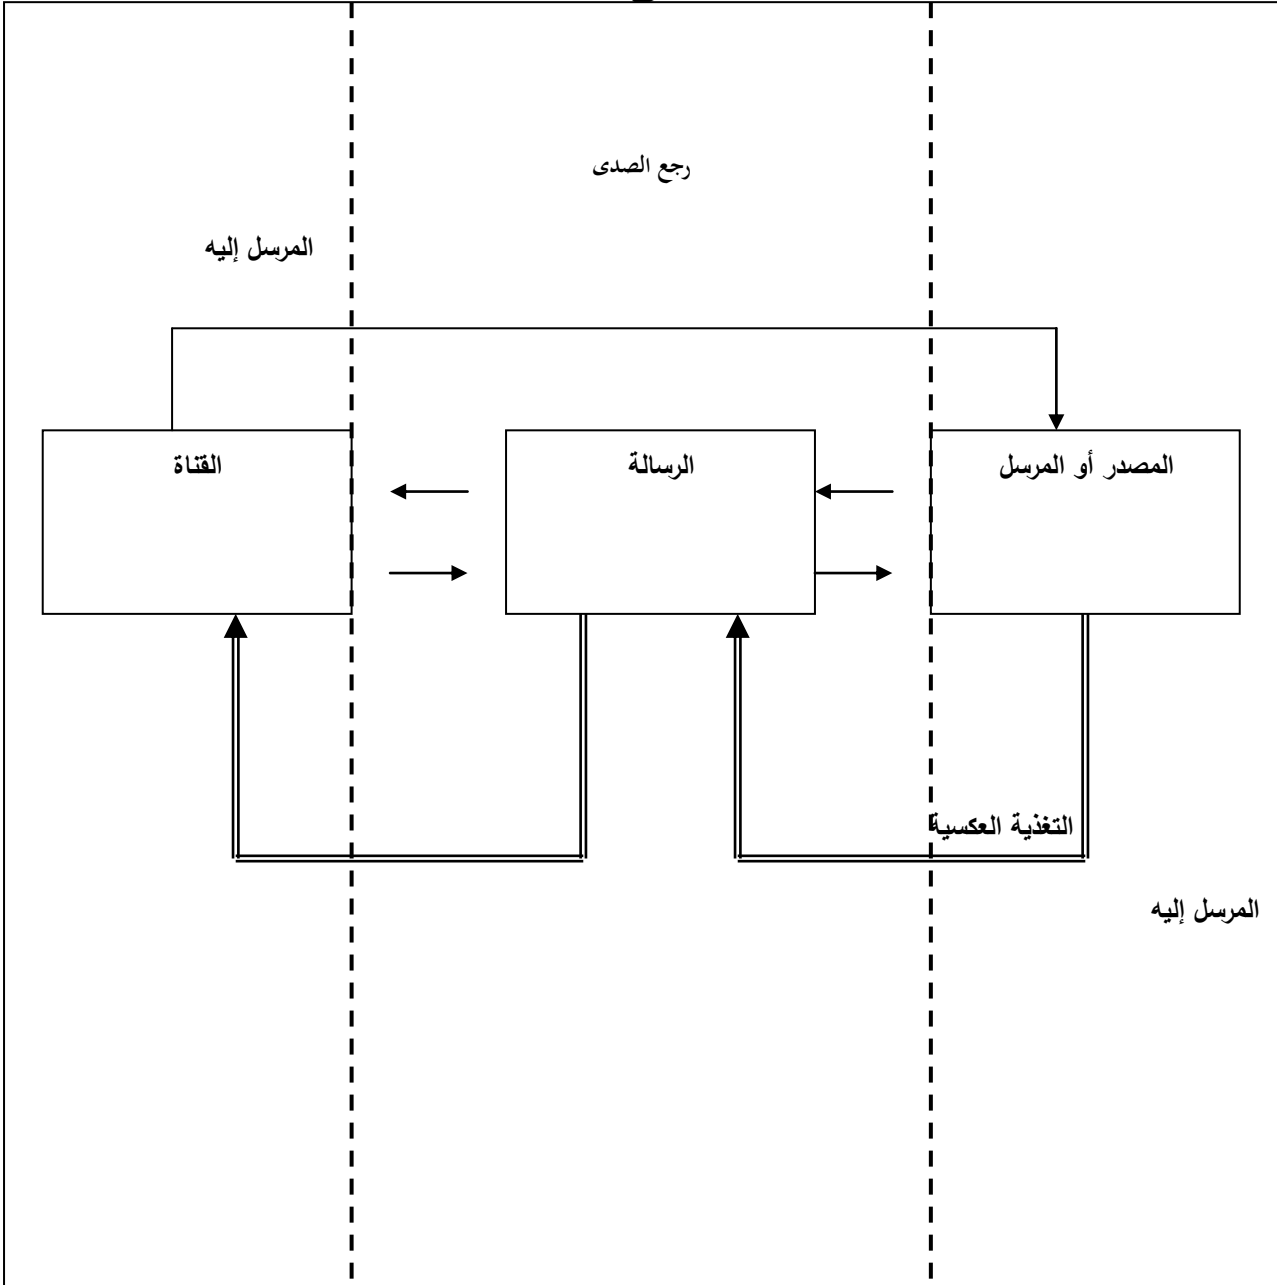 رجع الصدى
المرسل إليه
المصدر أو المرسل
الرسالة
القناة
التغذية العكسية
المرسل إليه